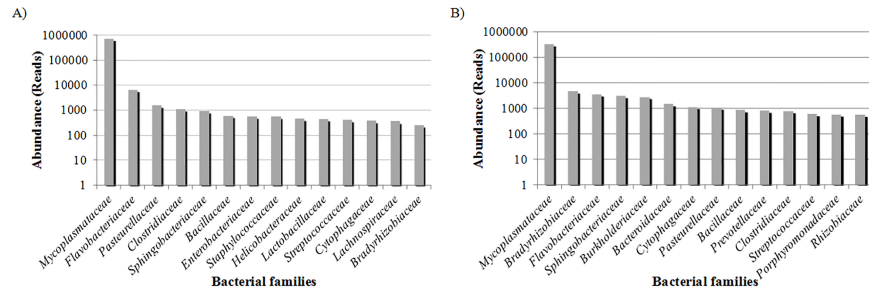 A)
Abundance (Reads)
1000000
100000
10000
1000
100
10
1
Mycoplasmataceae
Flavobacteriaceae
Pasteurellaceae
Clostridiaceae
Sphingobacteriaceae
Bacillaceae
Enterobacteriaceae
Staphylococcaceae
Helicobacteraceae
Lactobacillaceae
Streptococcaceae
Cytophagaceae
Lachnospiraceae
Bradyrhizobiaceae
Bacterial families
B)
Abundance (Reads)
1000000
100000
10000
1000
100
10
1
Mycoplasmataceae
Bradyrhizobiaceae
Flavobacteriaceae
Sphingobacteriaceae
Burkholderiaceae
Bacteroidaceae
Cytophagaceae
Pasteurellaceae
Bacillaceae
Prevotellaceae
Clostridiaceae
Streptococcaceae
Porphyromonadaceae
Rhizobiaceae
Bacterial families